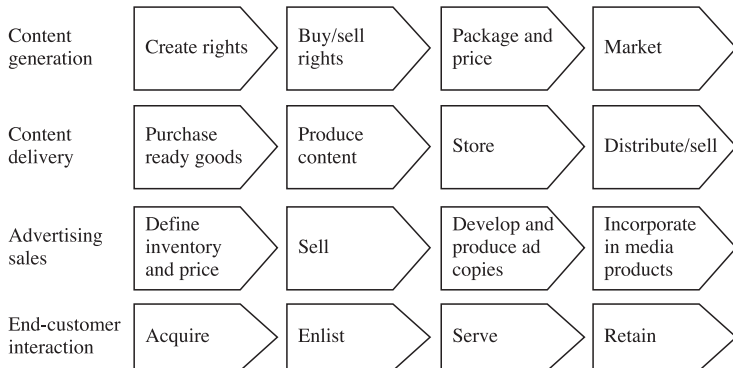 Content
generation
Create rights
Buy/sell
rights
Package and
price
Market
Content
delivery
Purchase
ready goods
Produce
content
Store
Distribute/sell
Advertising
sales
Define
inventory
and price
Sell
Develop and
produce ad
copies
Incorporate
in media
products
End-customer
interaction
Acquire
Enlist
Serve
Retain